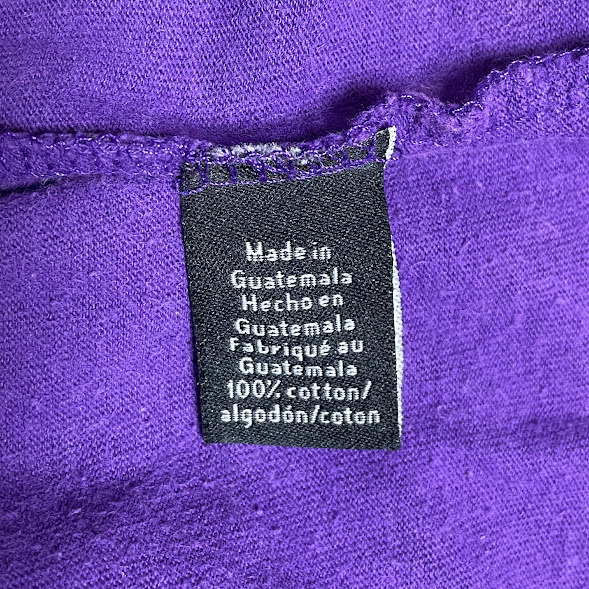 Made in
Guatemala
Hecho en
Guatemala
Fabriqué au
Guatemala
100% cotton/
algodón/coton